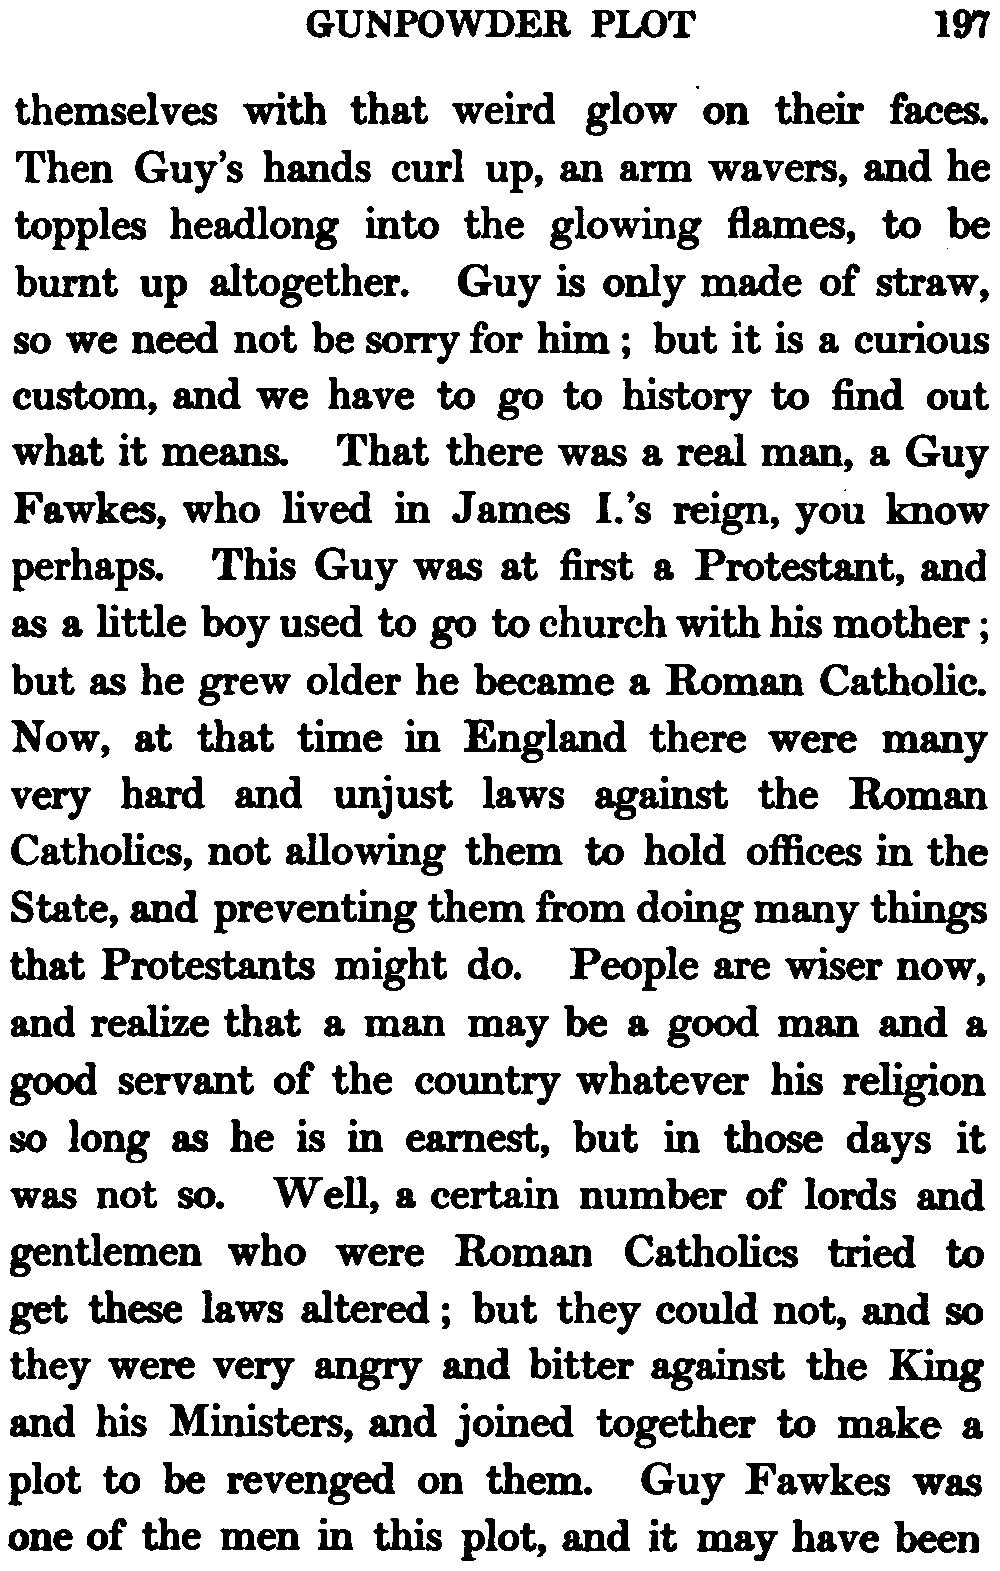 GUNPOWDER PLOT 197
themselves with that weird glow on their faces.
Then Guy's hands curl up, an arm wavers, and he
topples headlong into the glowing flames, to be
burnt up altogether. Guy is only made of straw,
so we need not be sorry for him ; but it is a curious
custom, and we have to go to history to find out
what it means. That there was a real man, a Guy
Fawkes, who lived in James I.'s reign, you know
perhaps. This Guy was at first a Protestant, and
as a little boy used to go to church with his mother ;
but as he grew older he became a Roman Catholic.
Now, at that time in England there were many
very hard and unjust laws against the Roman
Catholics, not allowing them to hold offices in the
State, and preventing them from doing many things
that Protestants might do. People are wiser now,
and realize that a man may be a good man and a
good servant of the country whatever his religion
so long as he is in earnest, but in those days it
was not so. Well, a certain number of lords and
gentlemen who were Roman Catholics tried to
get these laws altered ; but they could not, and so
they were very angry and bitter against the King
and his Ministers, and joined together to make a
plot to be revenged on them. Guy Fawkes was
one of the men in this plot, and it may have been